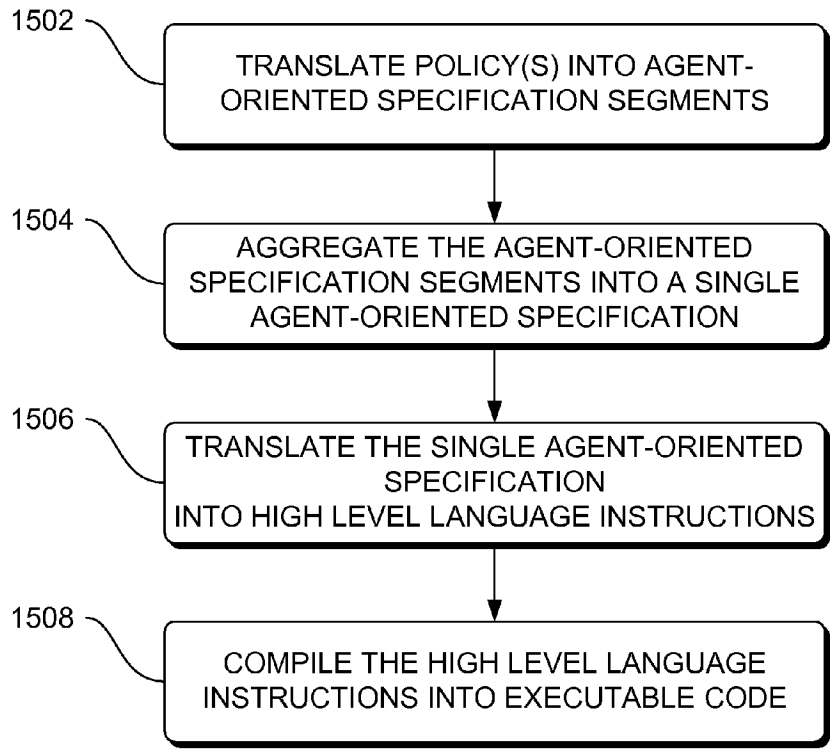 1502
TRANSLATE POLICY(S) INTO AGENT-
ORIENTED SPECIFICATION SEGMENTS
1504
AGGREGATE THE AGENT-ORIENTED
SPECIFICATION SEGMENTS INTO A SINGLE
AGENT-ORIENTED SPECIFICATION
1506
TRANSLATE THE SINGLE AGENT-ORIENTED
SPECIFICATION
INTO HIGH LEVEL LANGUAGE INSTRUCTIONS
1508
COMPILE THE HIGH LEVEL LANGUAGE
INSTRUCTIONS INTO EXECUTABLE CODE